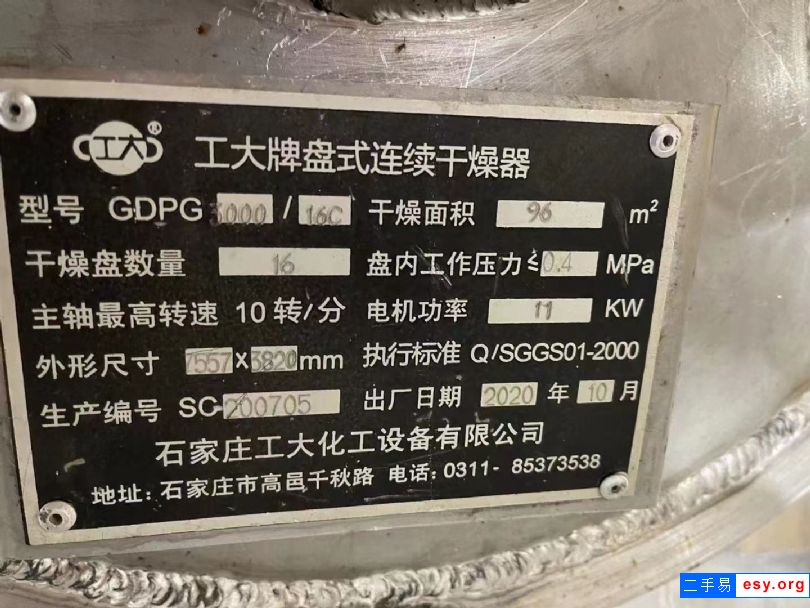 工大® 工大牌盘式连续干燥器
型号 GDPG 3000 / 16C 干燥面积 96 m²
干燥盘数量 16 盘内工作压力≤0.4 MPa
主轴最高转速 10 转/分 电机功率 11 KW
外形尺寸 7557X3820mm 执行标准 Q/SGGS01-2000
生产编号 SC-200705 出厂日期 2020 年 10 月
石家庄工大化工设备有限公司
地址: 石家庄市高邑千秋路 电话: 0311- 85373538
二手易 esy.org